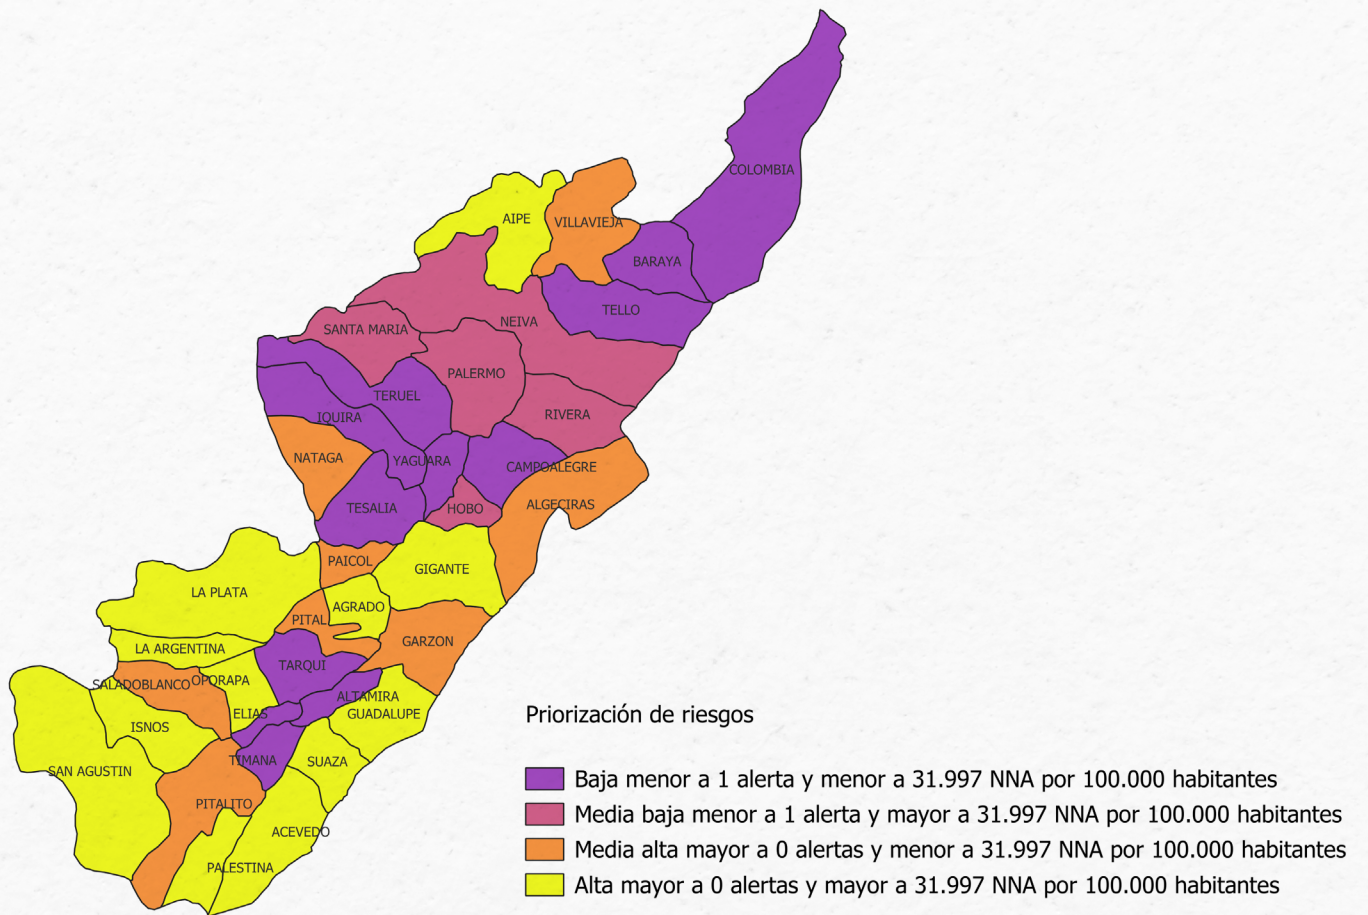 COLOMBIA
AIPE
VILLAVIEJA
BARAYA
TELLO
NEIVA
SANTA MARIA
PALERMO
TERUEL
RIVERA
IQUIRA
NATAGA
YAGUARA
CAMPOALEGRE
TESALIA
HOBO
ALGECIRAS
PAICOL
GIGANTE
LA PLATA
AGRADO
PITAL
GARZON
LA ARGENTINA
TARQUI
SALADOBLANCO
OPORAPA
ALTAMIRA
ELIAS
GUADALUPE
ISNOS
TIMANA
SUAZA
SAN AGUSTIN
PITALITO
ACEVEDO
PALESTINA
Priorización de riesgos
Baja menor a 1 alerta y menor a 31.997 NNA por 100.000 habitantes
Media baja menor a 1 alerta y mayor a 31.997 NNA por 100.000 habitantes
Media alta mayor a 0 alertas y menor a 31.997 NNA por 100.000 habitantes
Alta mayor a 0 alertas y mayor a 31.997 NNA por 100.000 habitantes